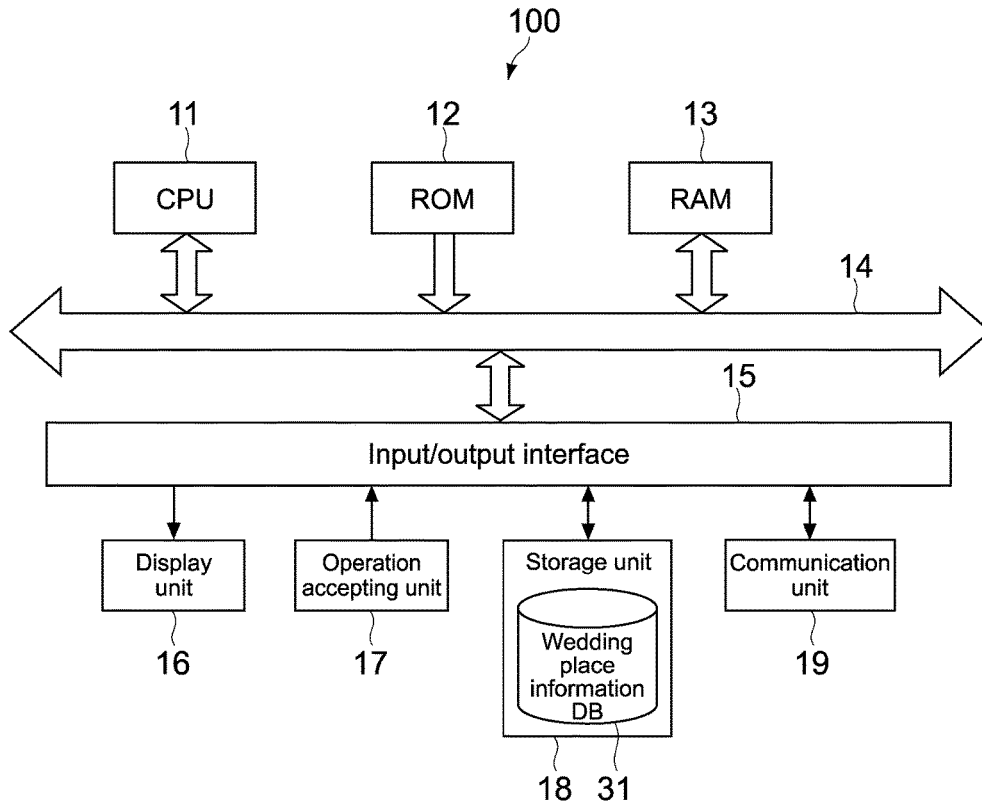 100
11
12
13
CPU
ROM
RAM
14
15
Input/output interface
Display
unit
Operation
accepting unit
Storage unit
Communication
unit
Wedding
place
information
DB
16
17
19
18
31